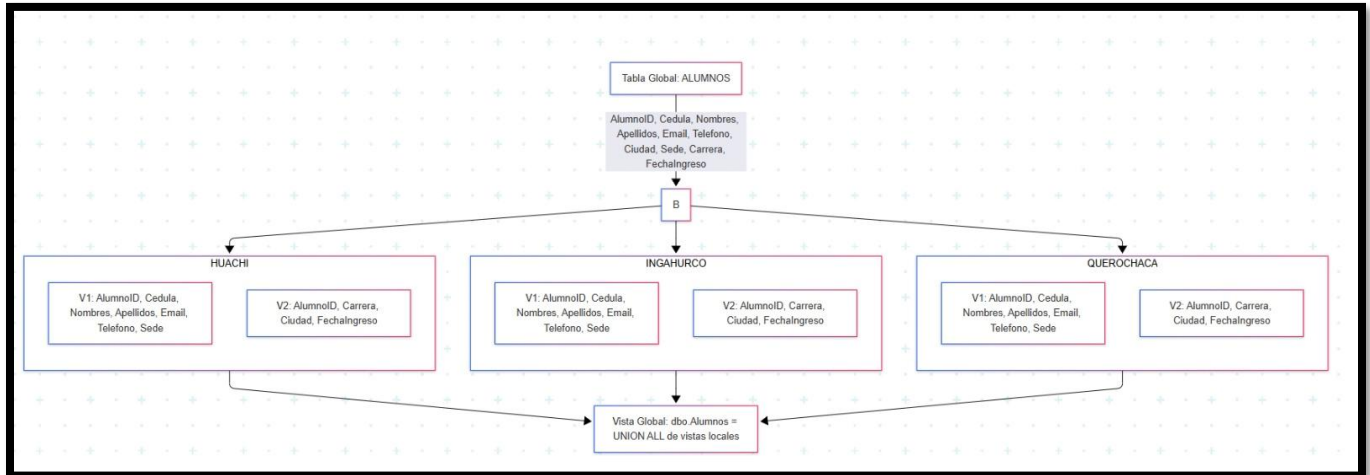 Tabla Global: ALUMNOS
AlumnoID, Cedula, Nombres,
Apellidos, Email, Telefono,
Ciudad, Sede, Carrera,
FechaIngreso
B
HUACHI
V1: AlumnoID, Cedula,
Nombres, Apellidos, Email,
Telefono, Sede
V2: AlumnoID, Carrera,
Ciudad, FechaIngreso
INGAHURCO
V1: AlumnoID, Cedula,
Nombres, Apellidos, Email,
Telefono, Sede
V2: AlumnoID, Carrera,
Ciudad, FechaIngreso
QUEROCHACA
V1: AlumnoID, Cedula,
Nombres, Apellidos, Email,
Telefono, Sede
V2: AlumnoID, Carrera,
Ciudad, FechaIngreso
Vista Global: dbo.Alumnos =
UNION ALL de vistas locales